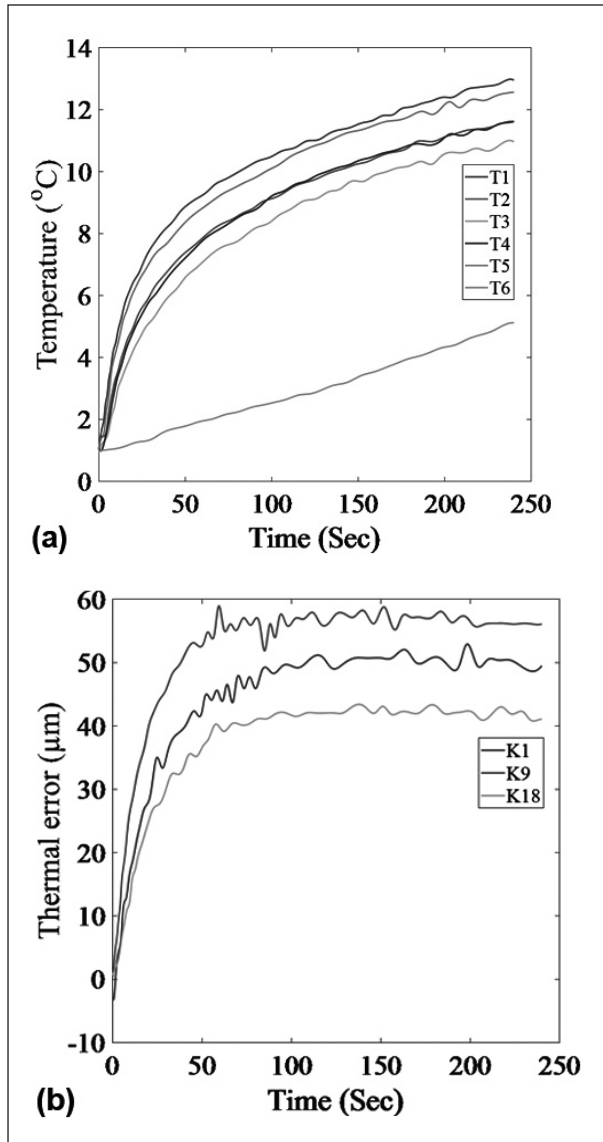 14
12
10
8
6
4
2
0
Temperature (°C)
T1
T2
T3
T4
T5
T6
0 50 100 150 200 250
Time (Sec)
(a)
60
50
40
30
20
10
0
-10
Thermal error (µm)
K1
K9
K18
0 50 100 150 200 250
Time (Sec)
(b)